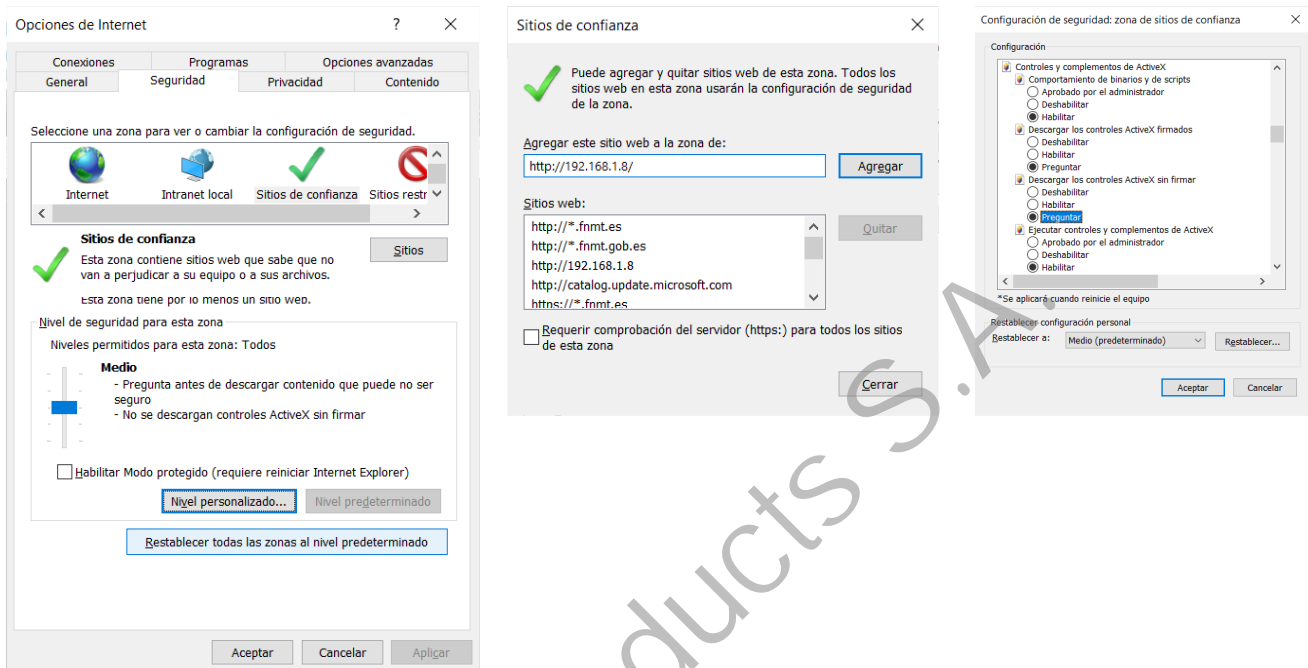 Opciones de Internet
?
Conexiones
Programas
Opciones avanzadas
General
Seguridad
Privacidad
Contenido
Seleccione una zona para ver o cambiar la configuración de seguridad.
Internet
Intranet local
Sitios de confianza
Sitios restr
Sitios de confianza
Sitios
Esta zona contiene sitios web que sabe que no
van a perjudicar a su equipo o a sus archivos.
Esta zona tiene por lo menos un sitio web.
Nivel de seguridad para esta zona
Niveles permitidos para esta zona: Todos
Medio
- Pregunta antes de descargar contenido que puede no ser
seguro
- No se descargan controles ActiveX sin firmar
Habilitar Modo protegido (requiere reiniciar Internet Explorer)
Nivel personalizado...
Nivel predeterminado
Restablecer todas las zonas al nivel predeterminado
Aceptar
Cancelar
Aplicar
Sitios de confianza
Puede agregar y quitar sitios web de esta zona. Todos los
sitios web en esta zona usarán la configuración de seguridad
de la zona.
Agregar este sitio web a la zona de:
http://192.168.1.8/
Agregar
Sitios web:
http://*.fnmt.es
http://*.fnmt.gob.es
http://192.168.1.8
http://catalog.update.microsoft.com
https://*.fnmt.es
Quitar
Requerir comprobación del servidor (https:) para todos los sitios
de esta zona
Cerrar
Configuración de seguridad: zona de sitios de confianza
Configuración
Controles y complementos de ActiveX
Comportamiento de binarios y de scripts
Aprobado por el administrador
Deshabilitar
Habilitar
Descargar los controles ActiveX firmados
Deshabilitar
Habilitar
Preguntar
Descargar los controles ActiveX sin firmar
Deshabilitar
Habilitar
Preguntar
Ejecutar controles y complementos de ActiveX
Aprobado por el administrador
Deshabilitar
Habilitar
*Se aplicará cuando reinicie el equipo
Restablecer configuración personal
Restablecer a:
Medio (predeterminado)
Restablecer...
Aceptar
Cancelar
ducts S.A.